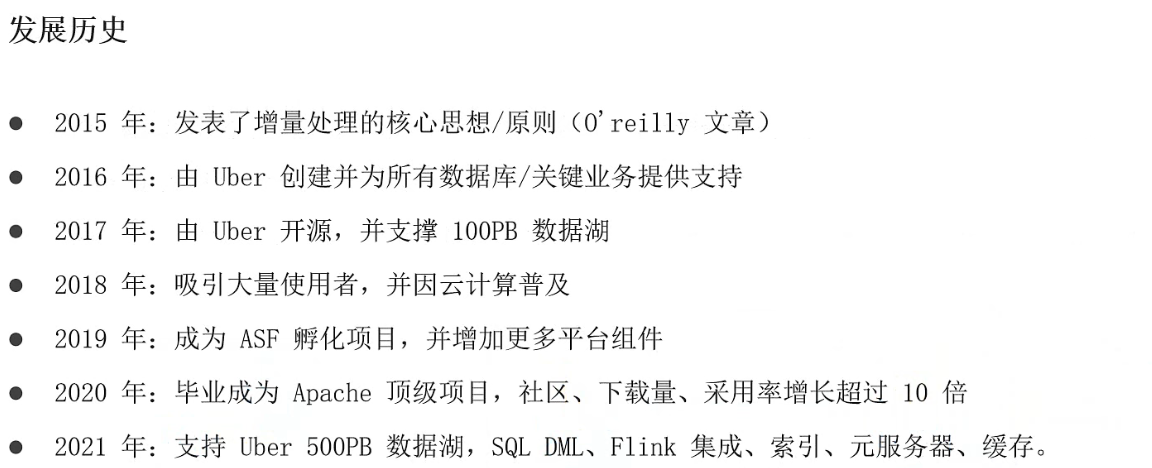 发展历史
● 2015 年：发表了增量处理的核心思想/原则（O'reilly 文章）
● 2016 年：由 Uber 创建并为所有数据库/关键业务提供支持
● 2017 年：由 Uber 开源，并支撑 100PB 数据湖
● 2018 年：吸引大量使用者，并因云计算普及
● 2019 年：成为 ASF 孵化项目，并增加更多平台组件
● 2020 年：毕业成为 Apache 顶级项目，社区、下载量、采用率增长超过 10 倍
● 2021 年：支持 Uber 500PB 数据湖，SQL DML、Flink 集成、索引、元服务器、缓存。